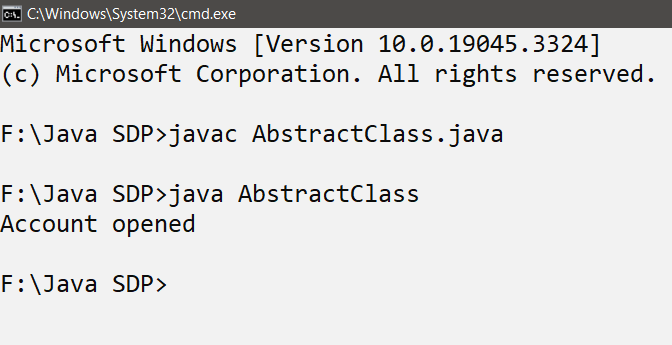 C:\Windows\System32\cmd.exe
Microsoft Windows [Version 10.0.19045.3324]
(c) Microsoft Corporation. All rights reserved.
F:\Java SDP>javac AbstractClass.java
F:\Java SDP>java AbstractClass
Account opened
F:\Java SDP>